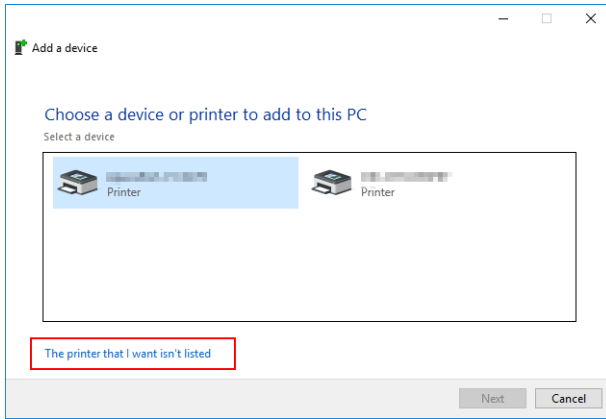 Add a device
Choose a device or printer to add to this PC
Select a device
Printer
Printer
The printer that I want isn't listed
Next
Cancel